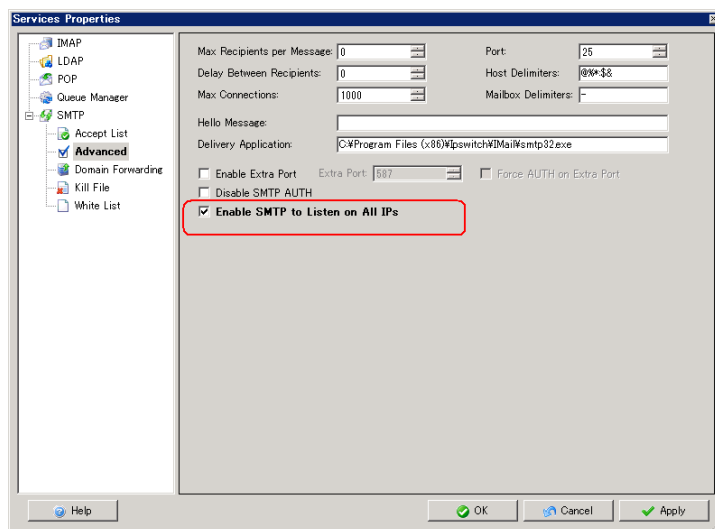 Services Properties
IMAP
LDAP
POP
Queue Manager
SMTP
Accept List
Advanced
Domain Forwarding
Kill File
White List
Max Recipients per Message: 0
Port: 25
Delay Between Recipients: 0
Host Delimiters: @%*:$&
Max Connections: 1000
Mailbox Delimiters: -
Hello Message:
Delivery Application: C:¥Program Files (x86)¥Ipswitch¥IMail¥smtp32.exe
Enable Extra Port Extra Port: 587 Force AUTH on Extra Port
Disable SMTP AUTH
Enable SMTP to Listen on All IPs
Help OK Cancel Apply